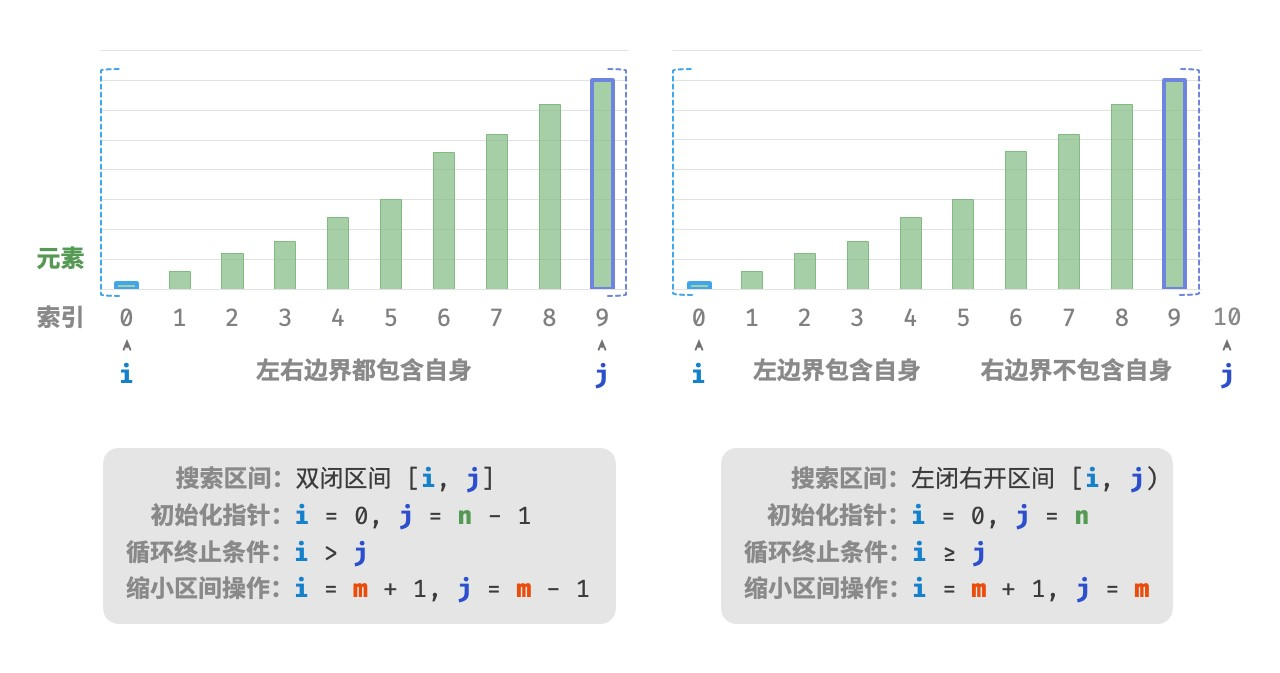 元素
索引 0 1 2 3 4 5 6 7 8 9
i 左右边界都包含自身 j
搜索区间：双闭区间 [i, j]
初始化指针：i = 0, j = n - 1
循环终止条件：i > j
缩小区间操作：i = m + 1, j = m - 1
0 1 2 3 4 5 6 7 8 9 10
i 左边界包含自身 右边界不包含自身 j
搜索区间：左闭右开区间 [i, j)
初始化指针：i = 0, j = n
循环终止条件：i ≥ j
缩小区间操作：i = m + 1, j = m